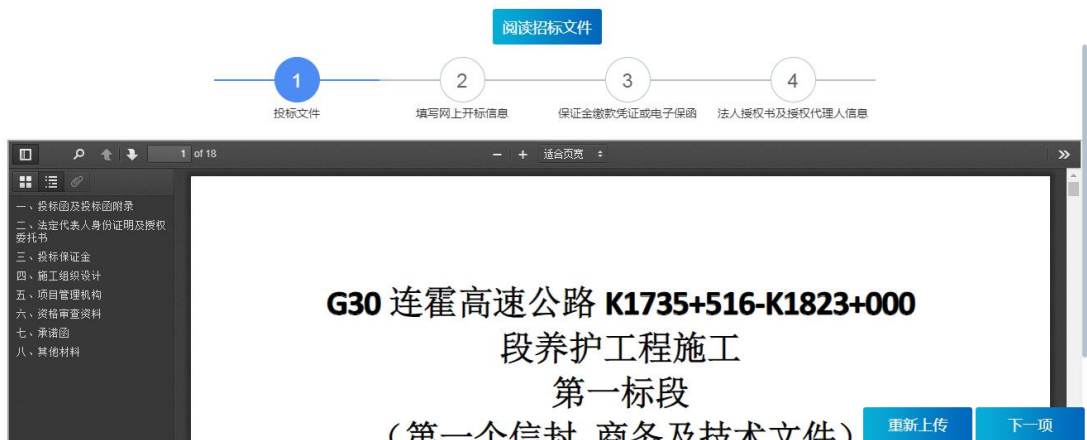 阅读招标文件
1
2
3
4
投标文件
填写网上开标信息
保证金缴款凭证或电子保函
法人授权书及授权代理人信息
1 of 18
适合页宽
一、投标函及投标函附录
二、法定代表人身份证明及授权
委托书
三、投标保证金
四、施工组织设计
五、项目管理机构
六、资格审查资料
七、承诺函
八、其他材料
G30 连霍高速公路 K1735+516-K1823+000
段养护工程施工
第一标段
（第一个信封 商务及技术文件）
重新上传
下一项